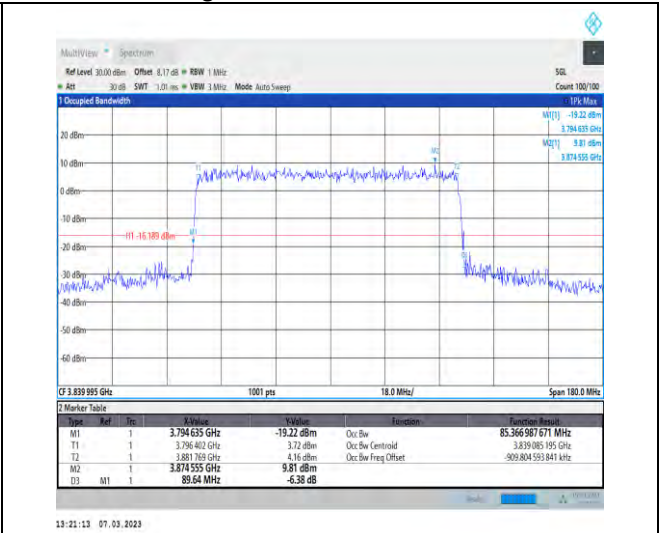 MultiView Spectrum
Ref Level 30.00 dBm Offset 8.17 dB RBW 1 MHz SGL
Att 30 dB SWT 1.01 ms VBW 3 MHz Mode Auto Sweep Count 100/100
1 Occupied Bandwidth 1Pk Max
M1[1] -19.22 dBm
3.794 635 GHz
20 dBm M2[1] 9.81 dBm
3.874 555 GHz
M2
10 dBm T1 T2
0 dBm
-10 dBm
H1 -16.189 dBm M1
-20 dBm
D3
-30 dBm
-40 dBm
-50 dBm
-60 dBm
CF 3.839 995 GHz 1001 pts 18.0 MHz/ Span 180.0 MHz
2 Marker Table
Type Ref Trc X-Value Y-Value Function Function Result
M1 1 3.794 635 GHz -19.22 dBm Occ Bw 85.366 987 671 MHz
T1 1 3.796 402 GHz 3.72 dBm Occ Bw Centroid 3.839 085 195 GHz
T2 1 3.881 769 GHz 4.16 dBm Occ Bw Freq Offset -909.804 593 841 kHz
M2 1 3.874 555 GHz 9.81 dBm
D3 M1 1 89.64 MHz -6.38 dB
13:21:13 07.03.2023